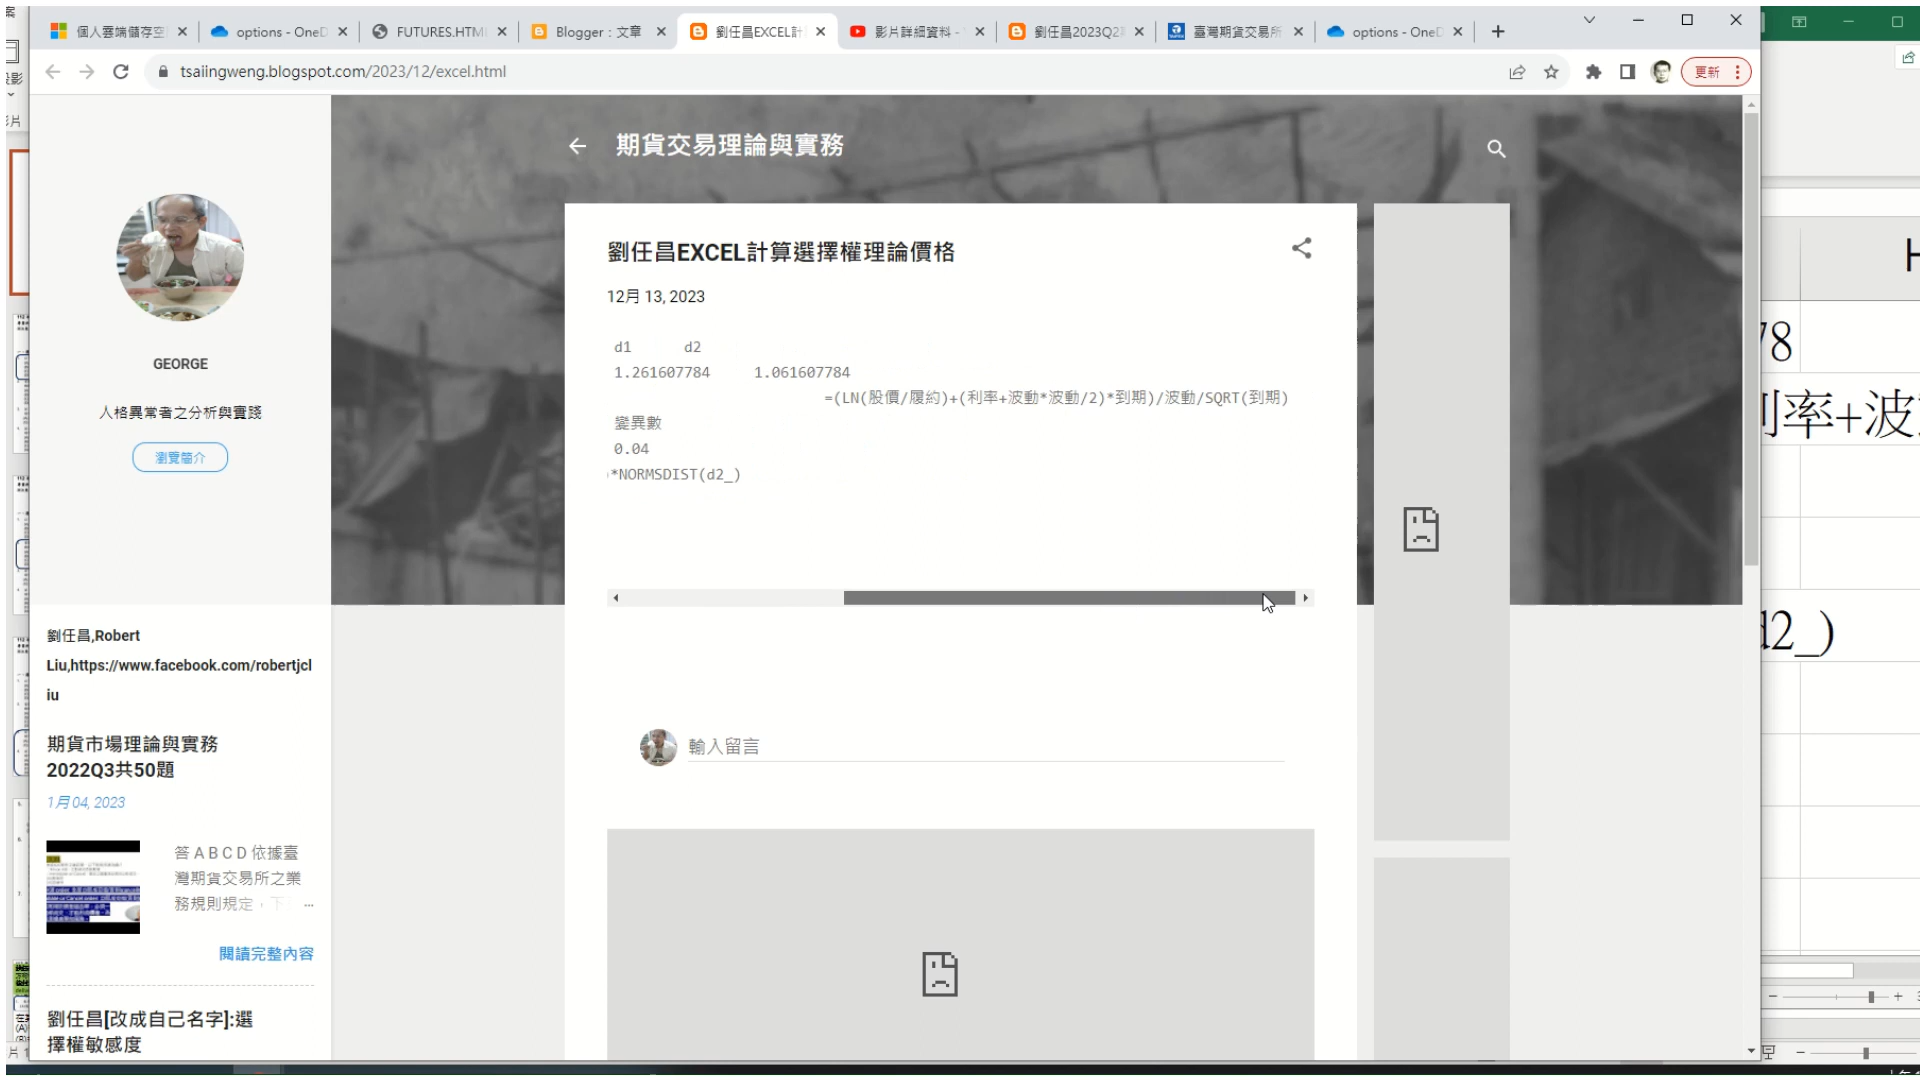 個人雲端儲存空
options - OneD
FUTURES.HTM
Blogger：文章
劉任昌EXCEL計
影片詳細資料 -
劉任昌2023Q2
臺灣期貨交易所
options - OneD
tsaiingweng.blogspot.com/2023/12/excel.html
更新
期貨交易理論與實務
劉任昌EXCEL計算選擇權理論價格
12月 13, 2023
d1 d2
1.261607784 1.061607784
=(LN(股價/履約)+(利率+波動*波動/2)*到期)/波動/SQRT(到期)
變異數
0.04
*NORMSDIST(d2_)
輸入留言
GEORGE
人格異常者之分析與實踐
瀏覽簡介
劉任昌,Robert
Liu,https://www.facebook.com/robertjcl
iu
期貨市場理論與實務
2022Q3共50題
1月 04, 2023
答 A B C D 依據臺
灣期貨交易所之業
務規則規定，下 ...
閱讀完整內容
劉任昌[改成自己名字]:選
擇權敏感度
H
78
利率+波
d2_)